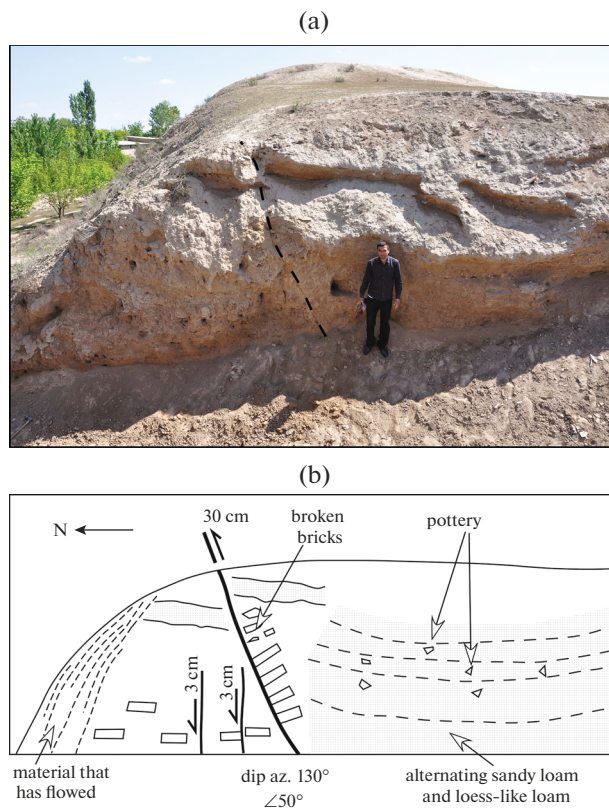 (a)
(b)
N
30 cm
broken
bricks
pottery
3 cm
3 cm
material that
has flowed
dip az. 130°
∠50°
alternating sandy loam
and loess-like loam